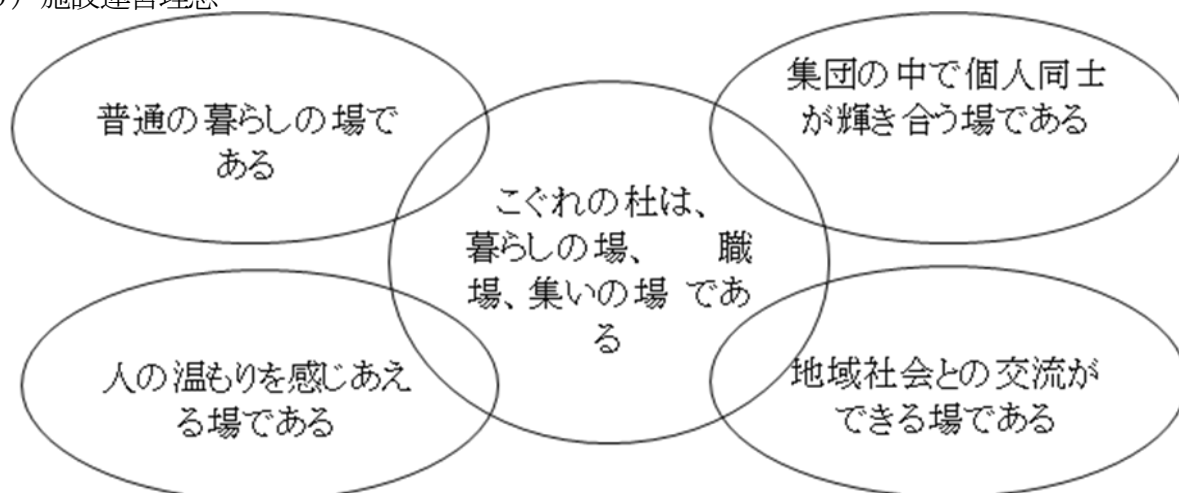 施設運営理念
普通の暮らしの場で
ある
集団の中で個人同士
が輝き合う場である
こぐれの杜は、
暮らしの場、　職
場、集いの場 であ
る
人の温もりを感じあえ
る場である
地域社会との交流が
できる場である